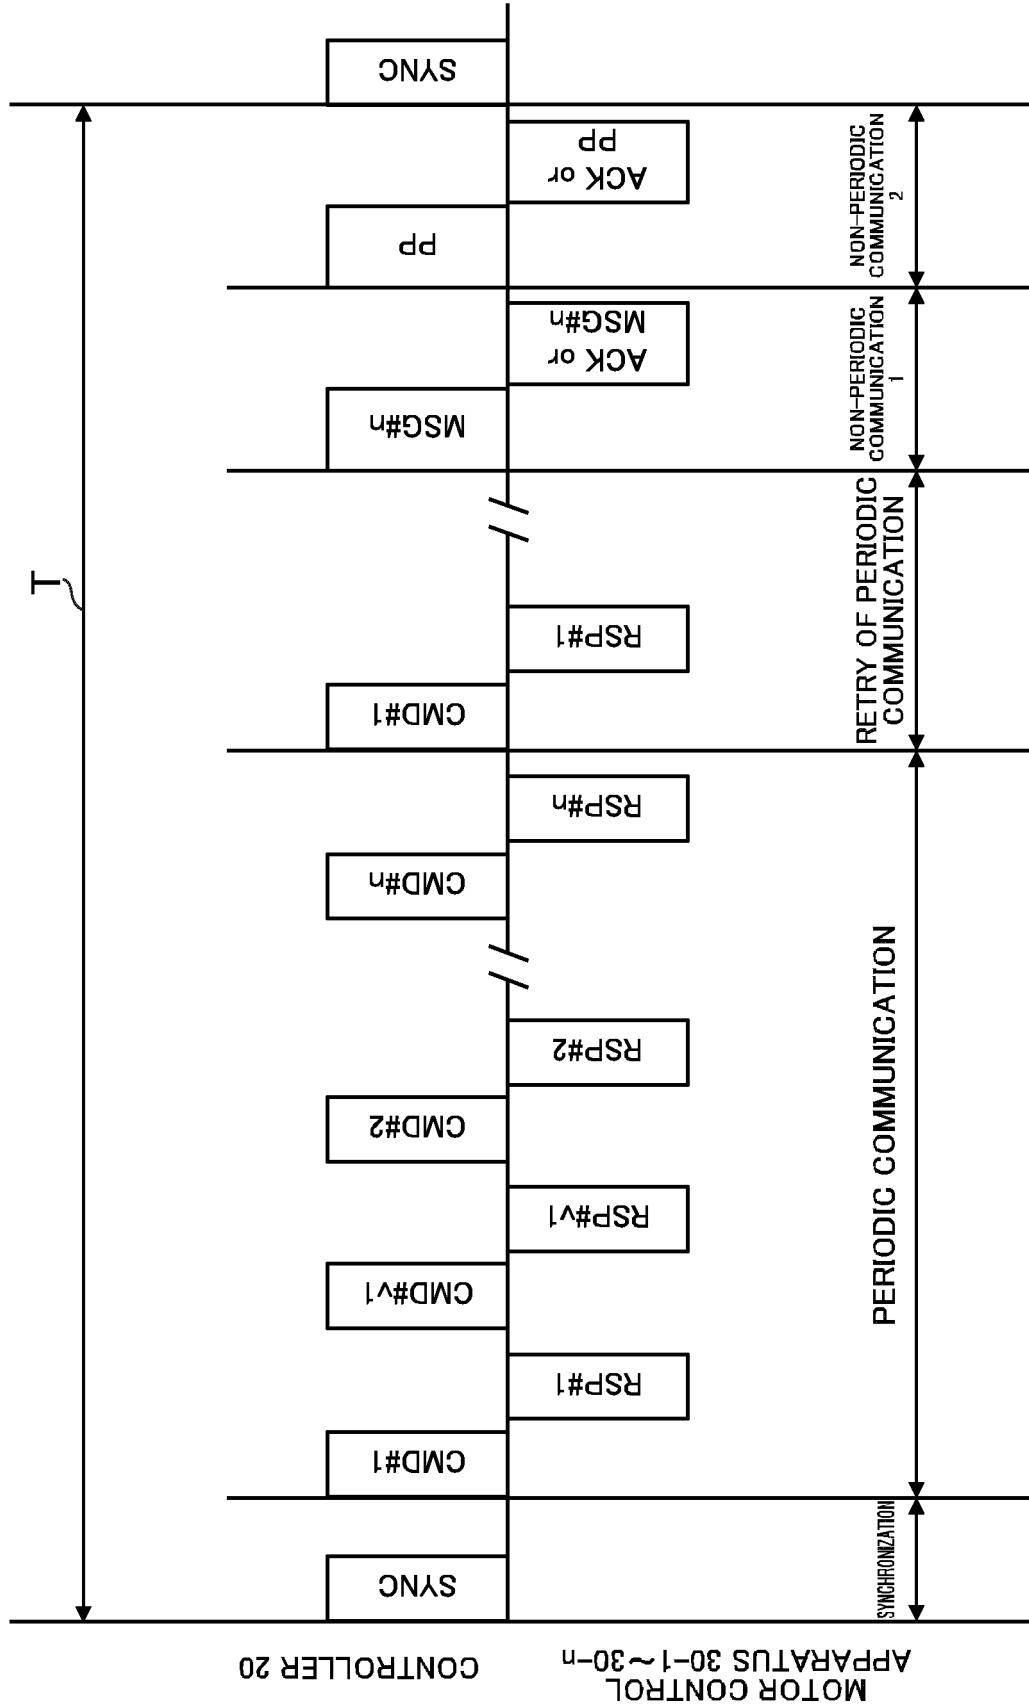 T
CONTROLLER 20
SYNC
CMD#1
CMD#v1
CMD#2
CMD#n
CMD#1
MSG#n
PP
SYNC
MOTOR CONTROL
APPARATUS 30-1~30-n
RSP#1
RSP#v1
RSP#2
RSP#n
RSP#1
ACK or
MSG#n
ACK or
PP
SYNCHRONIZATION
PERIODIC COMMUNICATION
RETRY OF PERIODIC
COMMUNICATION
NON-PERIODIC
COMMUNICATION
1
NON-PERIODIC
COMMUNICATION
2